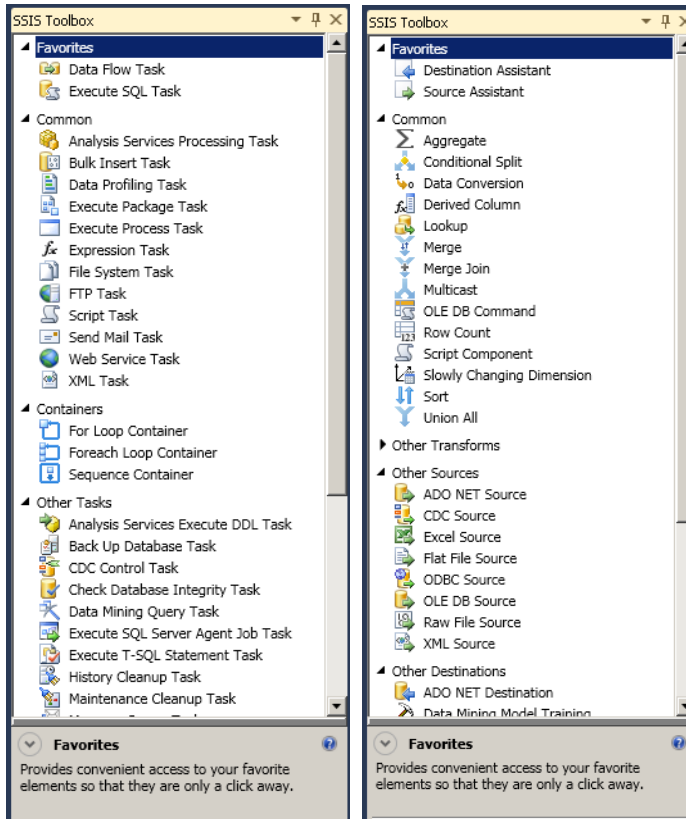 SSIS Toolbox
Favorites
Data Flow Task
Execute SQL Task
Common
Analysis Services Processing Task
Bulk Insert Task
Data Profiling Task
Execute Package Task
Execute Process Task
Expression Task
File System Task
FTP Task
Script Task
Send Mail Task
Web Service Task
XML Task
Containers
For Loop Container
Foreach Loop Container
Sequence Container
Other Tasks
Analysis Services Execute DDL Task
Back Up Database Task
CDC Control Task
Check Database Integrity Task
Data Mining Query Task
Execute SQL Server Agent Job Task
Execute T-SQL Statement Task
History Cleanup Task
Maintenance Cleanup Task
Favorites
Provides convenient access to your favorite
elements so that they are only a click away.
SSIS Toolbox
Favorites
Destination Assistant
Source Assistant
Common
Aggregate
Conditional Split
Data Conversion
Derived Column
Lookup
Merge
Merge Join
Multicast
OLE DB Command
Row Count
Script Component
Slowly Changing Dimension
Sort
Union All
Other Transforms
Other Sources
ADO NET Source
CDC Source
Excel Source
Flat File Source
ODBC Source
OLE DB Source
Raw File Source
XML Source
Other Destinations
ADO NET Destination
Data Mining Model Training
Favorites
Provides convenient access to your favorite
elements so that they are only a click away.